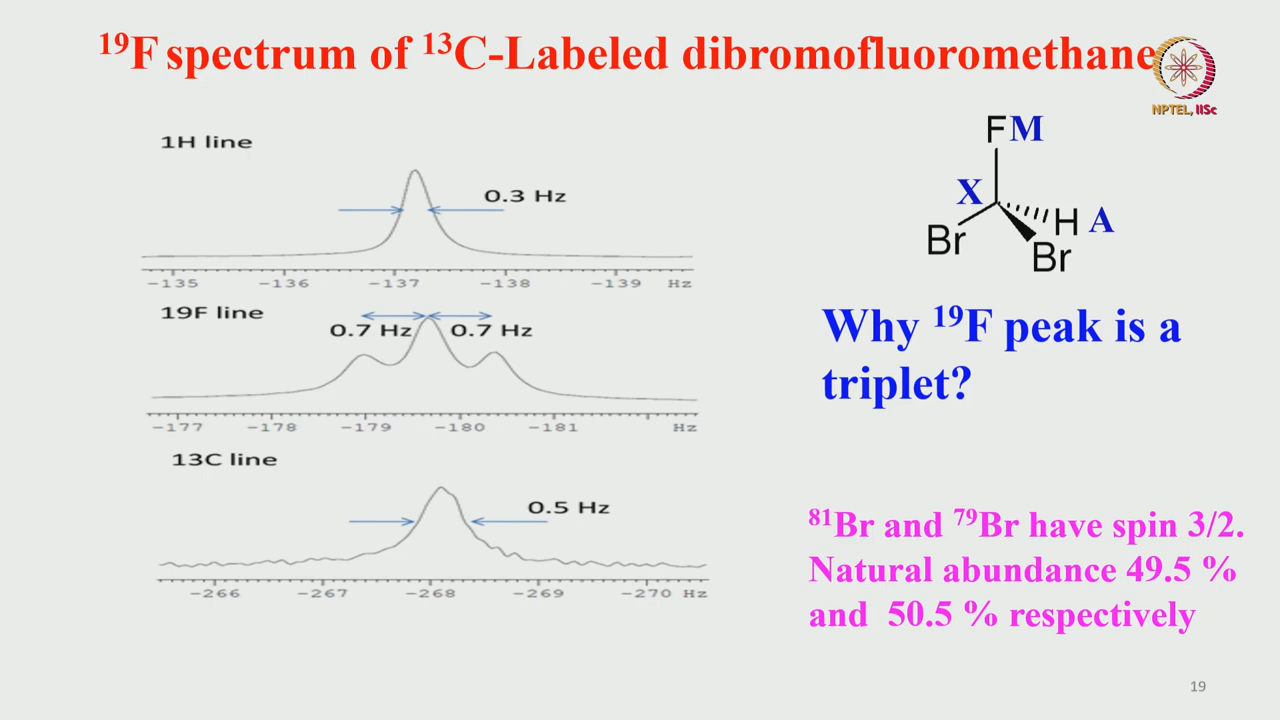 ¹⁹F spectrum of ¹³C-Labeled dibromofluoromethane
NPTEL, IISc
1H line
0.3 Hz
-135 -136 -137 -138 -139 Hz
19F line
0.7 Hz 0.7 Hz
-177 -178 -179 -180 -181 Hz
13C line
0.5 Hz
-266 -267 -268 -269 -270 Hz
F M
X
H A
Br
Br
Why ¹⁹F peak is a
triplet?
⁸¹Br and ⁷⁹Br have spin 3/2.
Natural abundance 49.5 %
and 50.5 % respectively
19